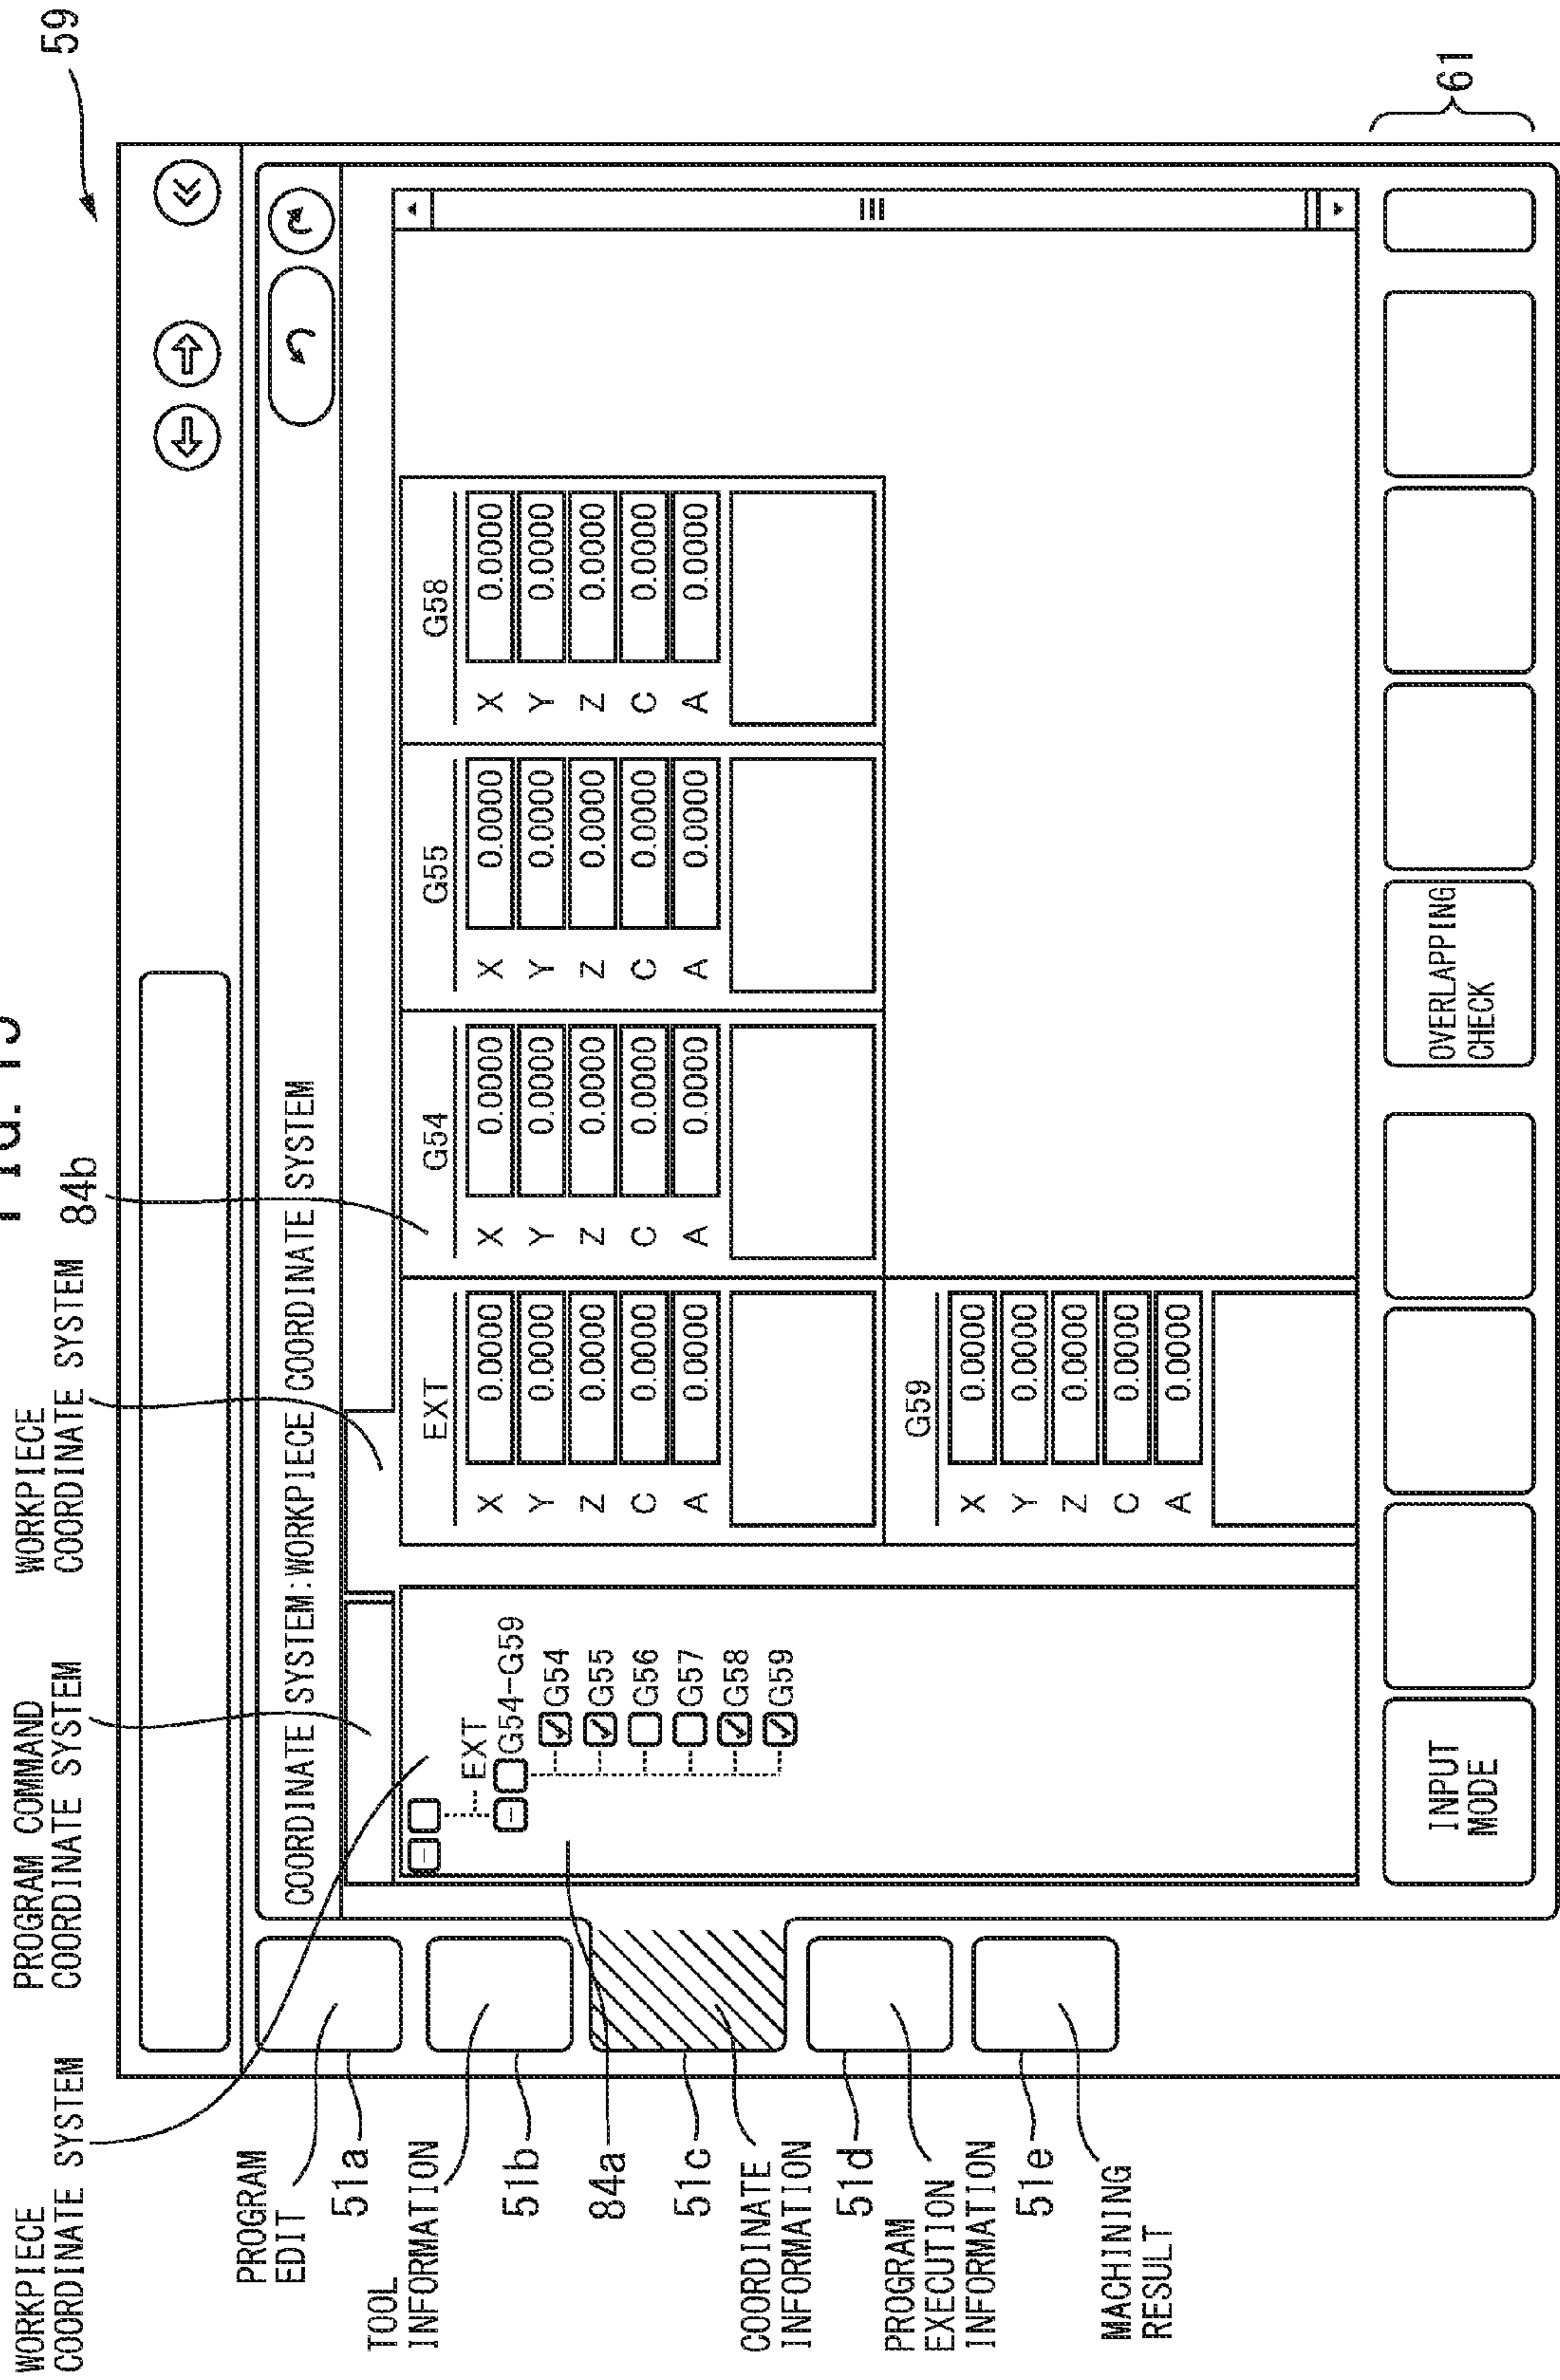 59
84b
WORKPIECE
COORDINATE SYSTEM
PROGRAM COMMAND
COORDINATE SYSTEM
WORKPIECE
COORDINATE SYSTEM
COORDINATE SYSTEM:WORKPIECE COORDINATE SYSTEM
PROGRAM
EDIT
51a
TOOL
INFORMATION
51b
84a
51c
COORDINATE
INFORMATION
51d
PROGRAM
EXECUTION
INFORMATION
51e
MACHINING
RESULT
EXT
G54-G59
G54
G55
G56
G57
G58
G59
EXT
X 0.0000
Y 0.0000
Z 0.0000
C 0.0000
A 0.0000
G54
X 0.0000
Y 0.0000
Z 0.0000
C 0.0000
A 0.0000
G55
X 0.0000
Y 0.0000
Z 0.0000
C 0.0000
A 0.0000
G58
X 0.0000
Y 0.0000
Z 0.0000
C 0.0000
A 0.0000
G59
X 0.0000
Y 0.0000
Z 0.0000
C 0.0000
A 0.0000
INPUT
MODE
OVERLAPPING
CHECK
61